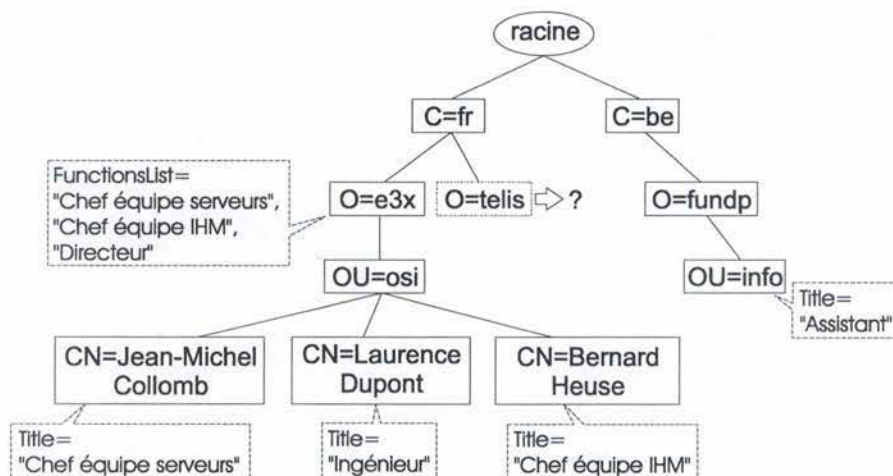 racine
C=fr
C=be
FunctionsList=
"Chef équipe serveurs",
"Chef équipe IHM",
"Directeur"
O=e3x
O=telis
?
O=fundp
OU=osi
OU=info
Title=
"Assistant"
CN=Jean-Michel
Collomb
CN=Laurence
Dupont
CN=Bernard
Heuse
Title=
"Chef équipe serveurs"
Title=
"Ingénieur"
Title=
"Chef équipe IHM"